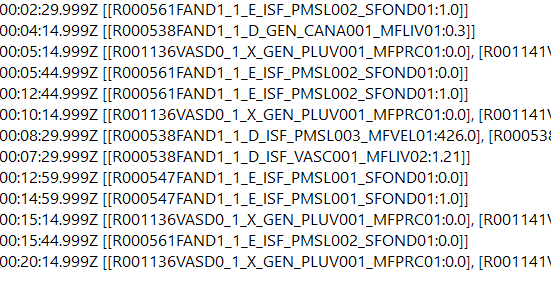 00:02:29.999Z [[R000561FAND1_1_E_ISF_PMSL002_SFOND01:1.0]]
00:04:14.999Z [[R000538FAND1_1_D_GEN_CANA001_MFLIV01:0.3]]
00:05:14.999Z [[R001136VASD0_1_X_GEN_PLUV001_MFPRC01:0.0], [R001141V
00:05:44.999Z [[R000561FAND1_1_E_ISF_PMSL002_SFOND01:0.0]]
00:12:44.999Z [[R000561FAND1_1_E_ISF_PMSL002_SFOND01:1.0]]
00:10:14.999Z [[R001136VASD0_1_X_GEN_PLUV001_MFPRC01:0.0], [R001141V
00:08:29.999Z [[R000538FAND1_1_D_ISF_PMSL003_MFVEL01:426.0], [R000538
00:07:29.999Z [[R000538FAND1_1_D_ISF_VASC001_MFLIV02:1.21]]
00:12:59.999Z [[R000547FAND1_1_E_ISF_PMSL001_SFOND01:0.0]]
00:14:59.999Z [[R000547FAND1_1_E_ISF_PMSL001_SFOND01:1.0]]
00:15:14.999Z [[R001136VASD0_1_X_GEN_PLUV001_MFPRC01:0.0], [R001141V
00:15:44.999Z [[R000561FAND1_1_E_ISF_PMSL002_SFOND01:0.0]]
00:20:14.999Z [[R001136VASD0_1_X_GEN_PLUV001_MFPRC01:0.0], [R001141V